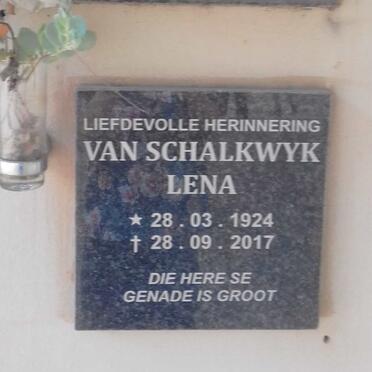 LIEFDEVOLLE HERINNERING
VAN SCHALKWYK
LENA
★ 28 . 03 . 1924
† 28 . 09 . 2017
DIE HERE SE
GENADE IS GROOT